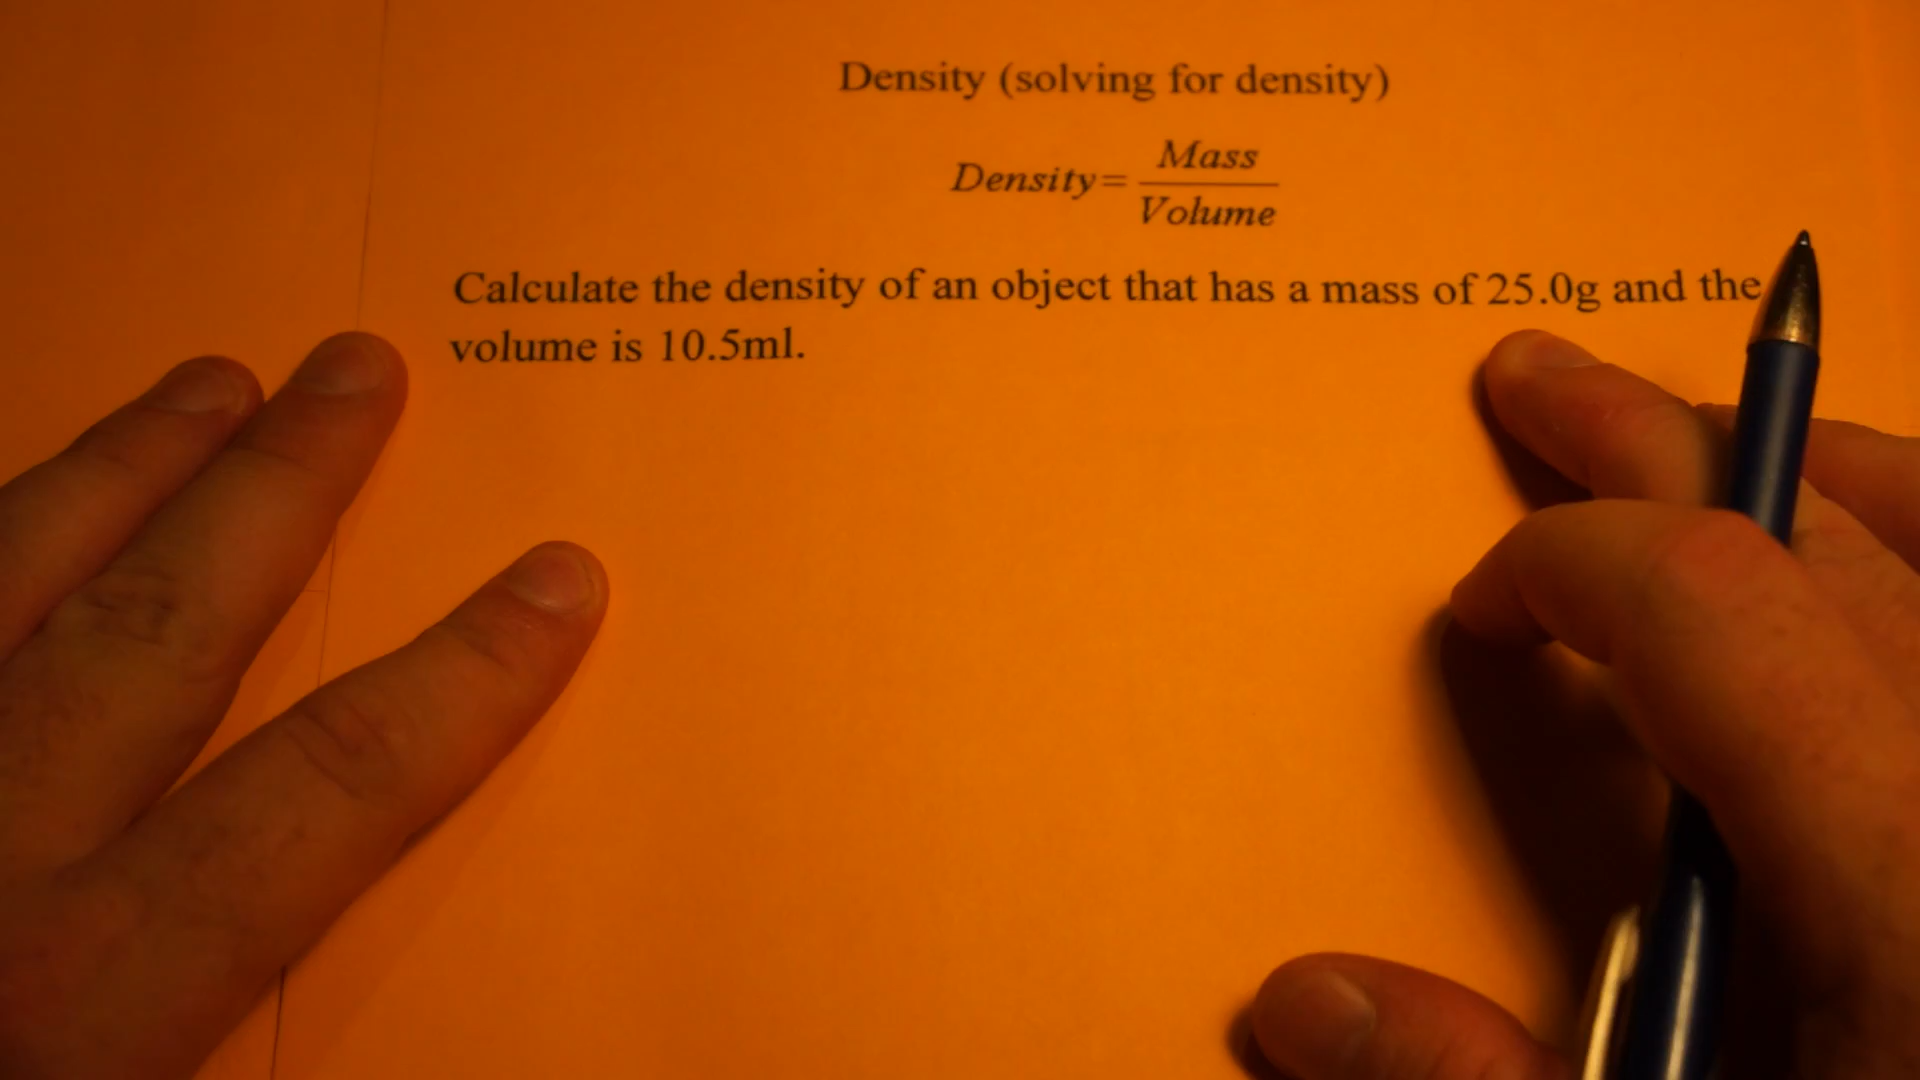 Density (solving for density)
Density= Mass
Volume
Calculate the density of an object that has a mass of 25.0g and the
volume is 10.5ml.